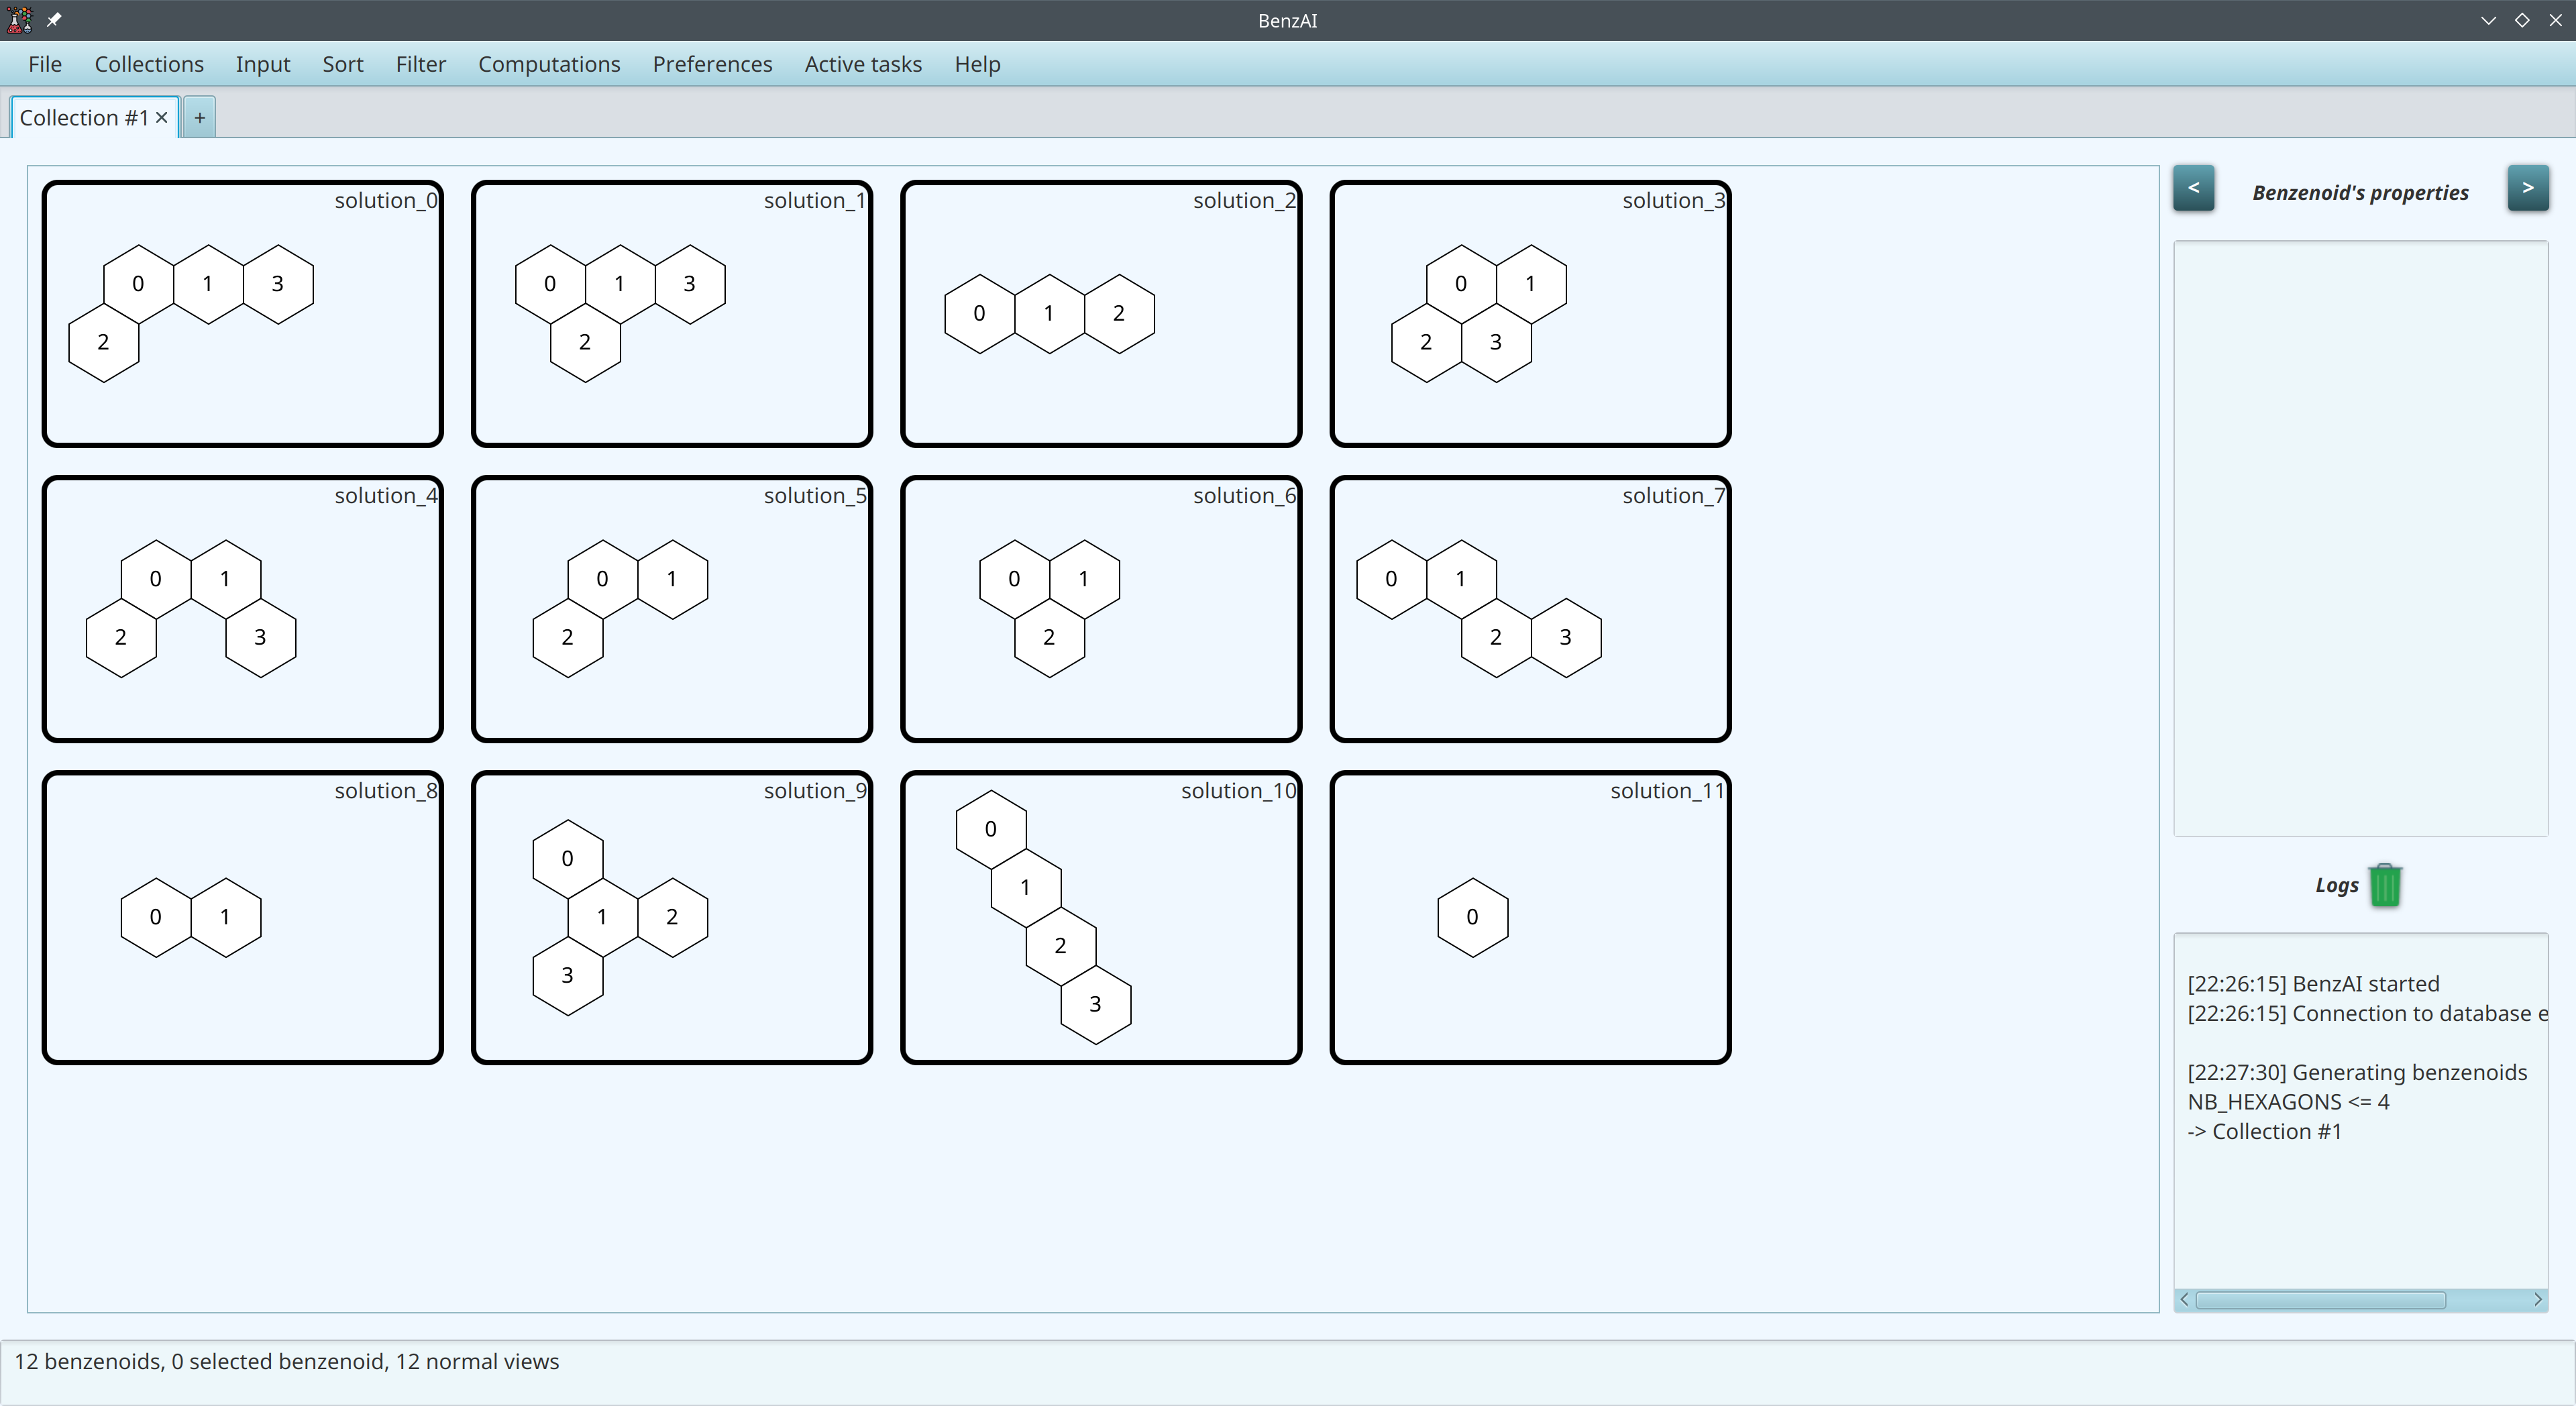 BenzAI
File Collections Input Sort Filter Computations Preferences Active tasks Help
Collection #1 × +
< Benzenoid's properties >
solution_0
0 1 3
2
solution_1
0 1 3
2
solution_2
0 1 2
solution_3
0 1
2 3
solution_4
0 1
2 3
solution_5
0 1
2
solution_6
0 1
2
solution_7
0 1
2 3
solution_8
0 1
solution_9
0
1 2
3
solution_10
0
1
2
3
solution_11
0
Logs
[22:26:15] BenzAI started
[22:26:15] Connection to database e
[22:27:30] Generating benzenoids
NB_HEXAGONS <= 4
-> Collection #1
12 benzenoids, 0 selected benzenoid, 12 normal views